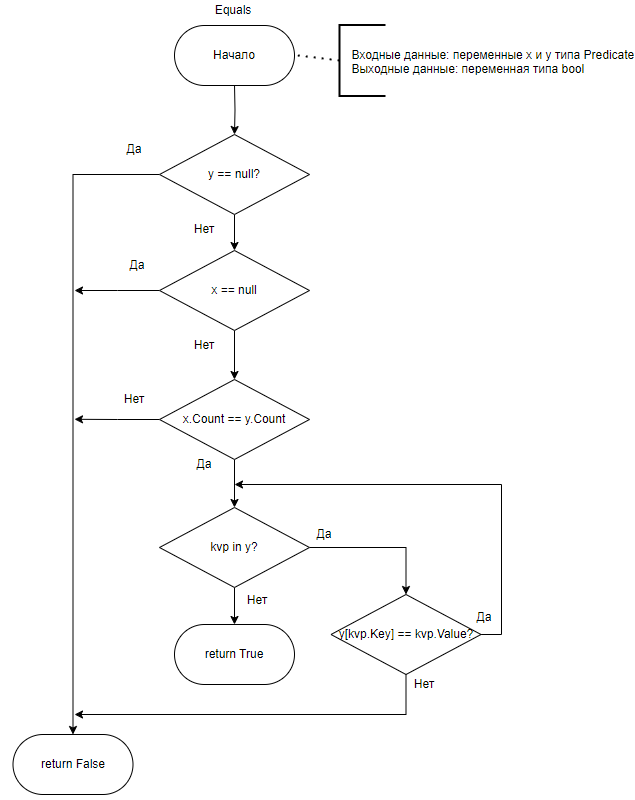 Equals
Начало
Входные данные: переменные x и y типа Predicate
Выходные данные: переменная типа bool
Да
y == null?
Нет
Да
x == null
Нет
Нет
x.Count == y.Count
Да
kvp in y?
Да
Нет
return True
y[kvp.Key] == kvp.Value?
Да
Нет
return False